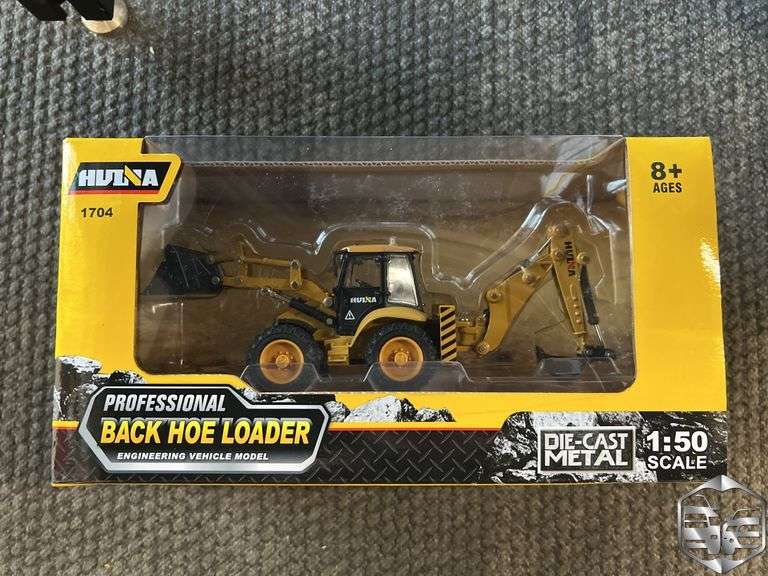 HUINA
1704
8+
AGES
HUINA
HUINA
PROFESSIONAL
BACK HOE LOADER
ENGINEERING VEHICLE MODEL
DIE-CAST
METAL
1:50
SCALE